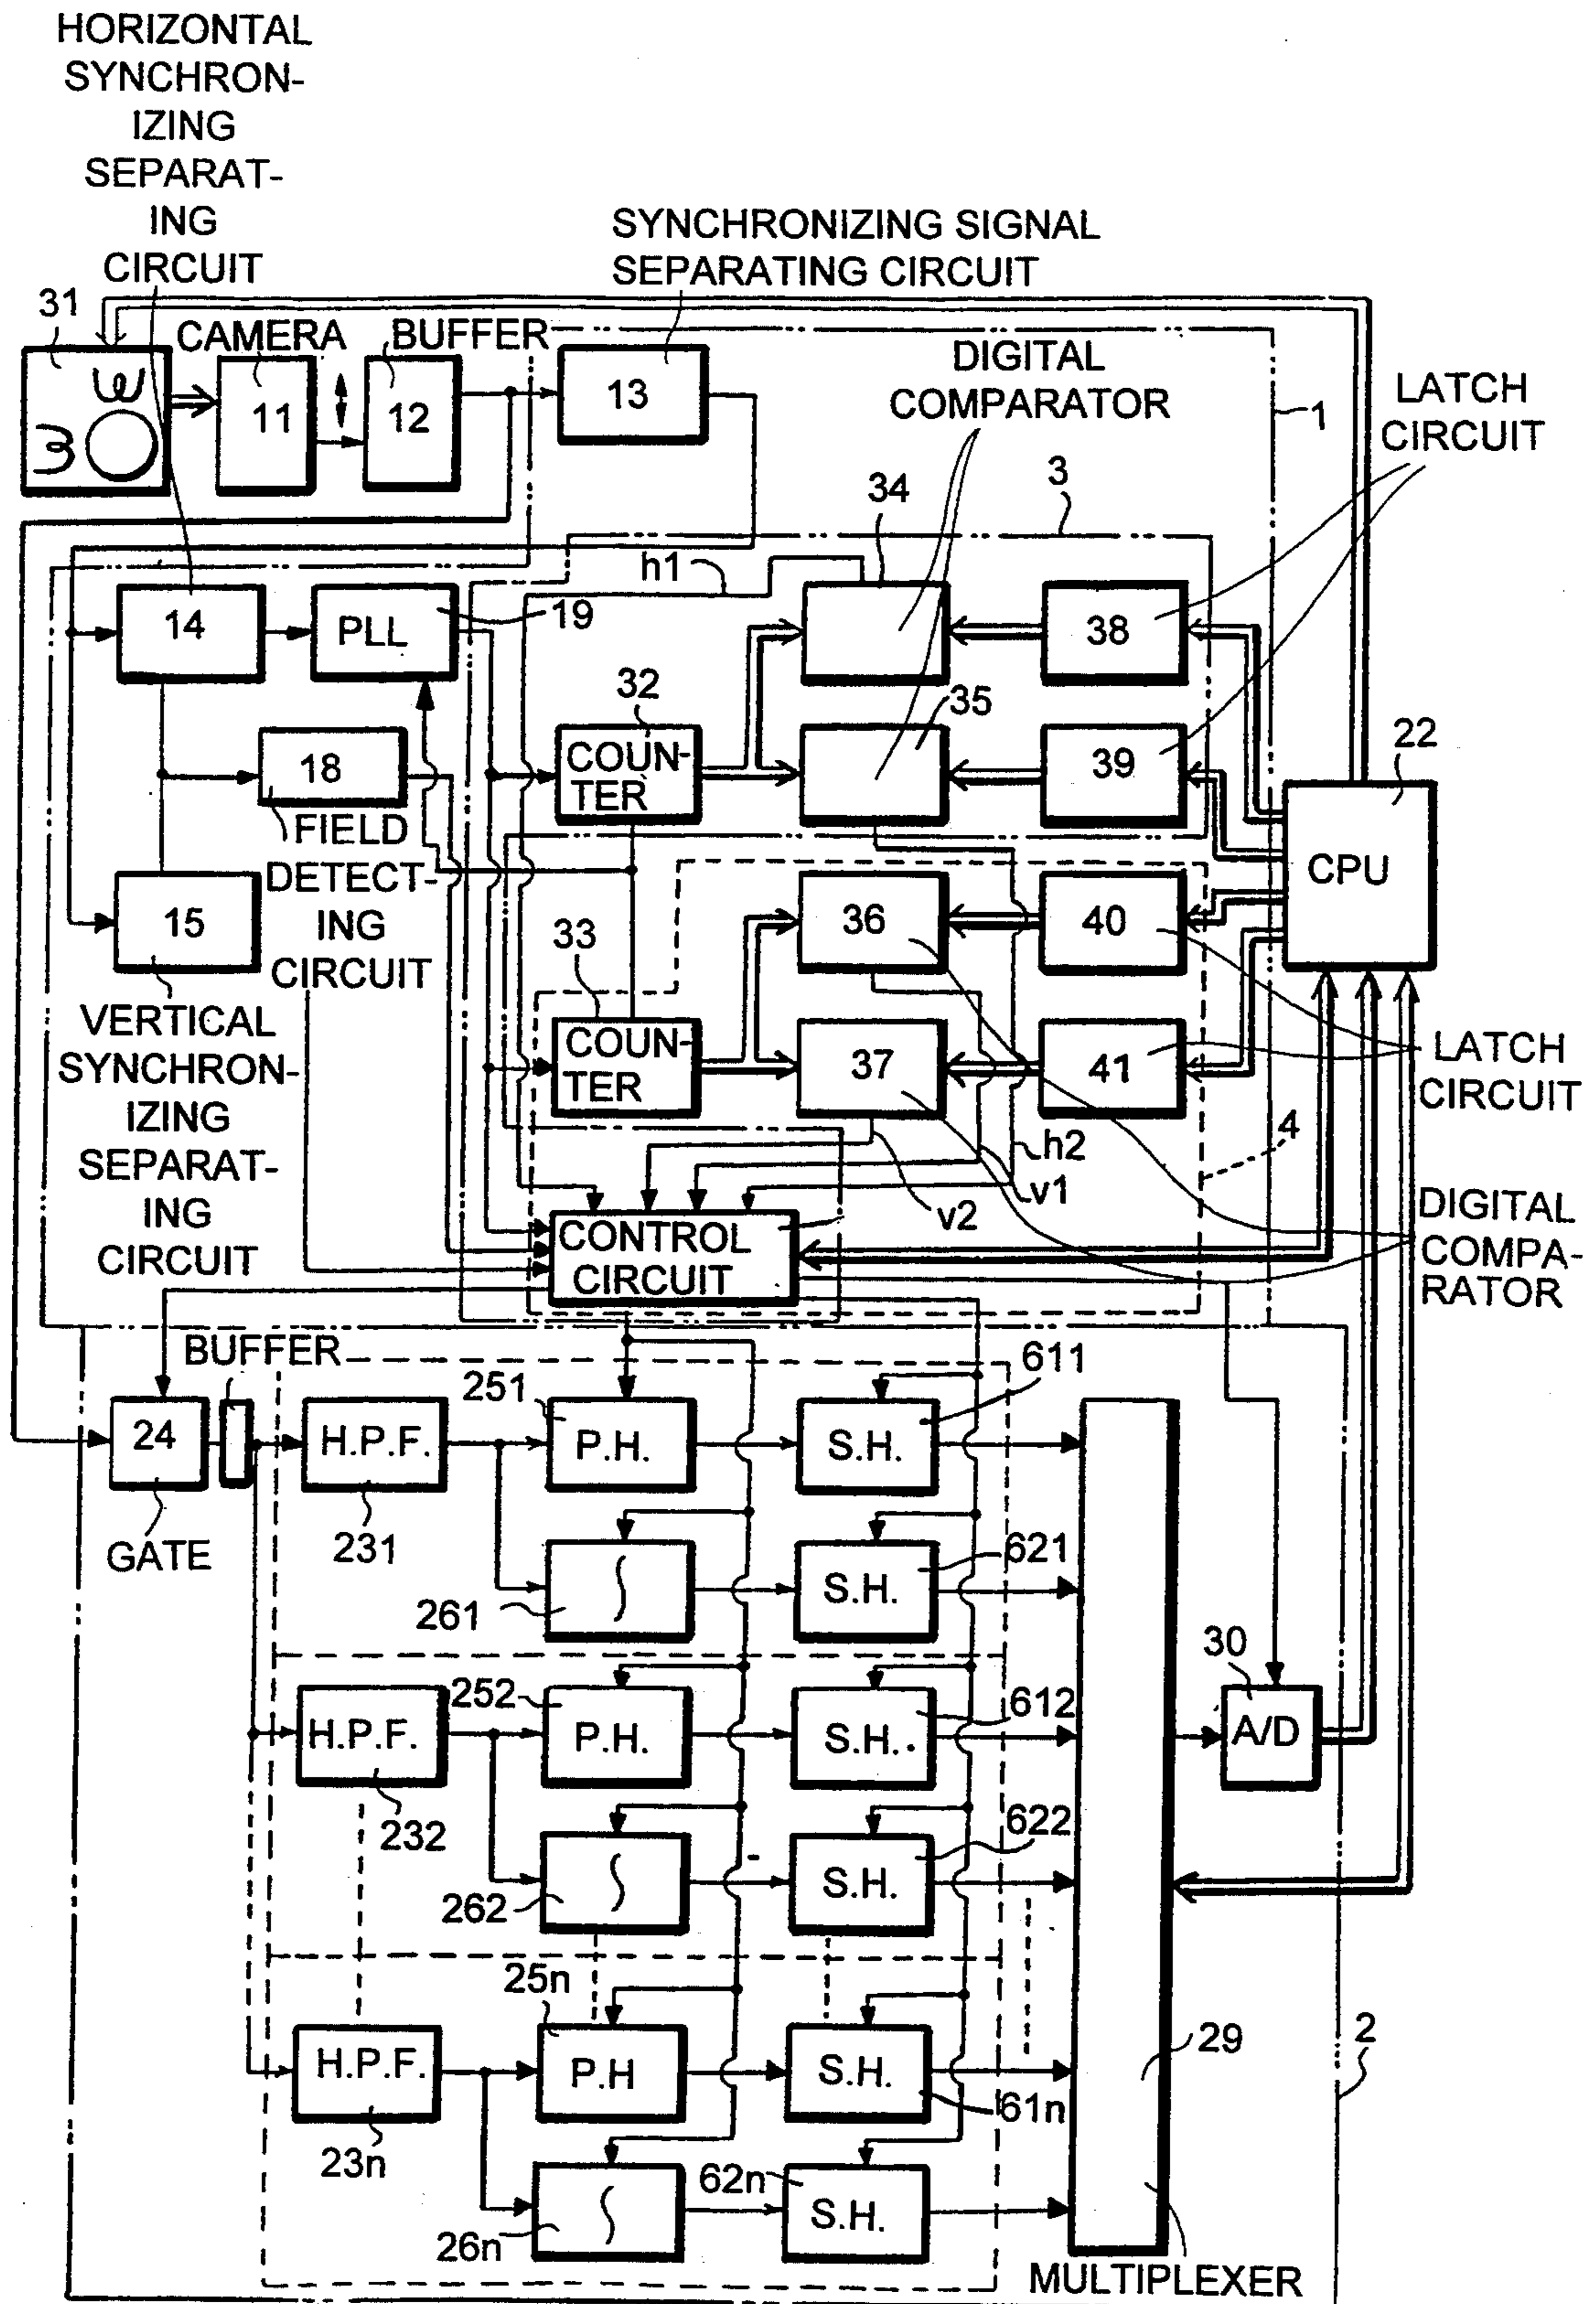 HORIZONTAL
SYNCHRON-
IZING
SEPARAT-
ING
CIRCUIT
SYNCHRONIZING SIGNAL
SEPARATING CIRCUIT
31
CAMERA
BUFFER
11
12
13
DIGITAL
COMPARATOR
1
LATCH
CIRCUIT
3
34
h1
14
PLL
19
38
32
35
COUN-
TER
39
22
18
FIELD
DETECT-
ING
CIRCUIT
CPU
15
33
36
40
VERTICAL
SYNCHRON-
IZING
SEPARAT-
ING
CIRCUIT
COUN-
TER
37
41
LATCH
CIRCUIT
4
h2
v1
v2
DIGITAL
COMPA-
RATOR
CONTROL
CIRCUIT
BUFFER
611
251
24
H.P.F.
P.H.
S.H.
GATE
231
621
261
∫
S.H.
30
252
612
H.P.F.
P.H.
S.H.
A/D
232
622
262
∫
S.H.
25n
29
2
H.P.F.
P.H
S.H.
61n
23n
62n
26n
∫
S.H.
MULTIPLEXER